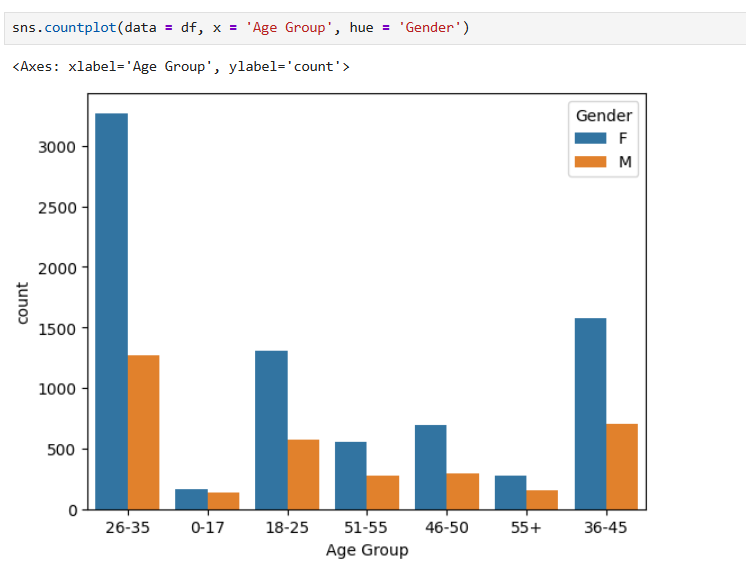 sns.countplot(data = df, x = 'Age Group', hue = 'Gender')
<Axes: xlabel='Age Group', ylabel='count'>
Gender
F
M
3000
2500
2000
1500
1000
500
0
count
26-35 0-17 18-25 51-55 46-50 55+ 36-45
Age Group